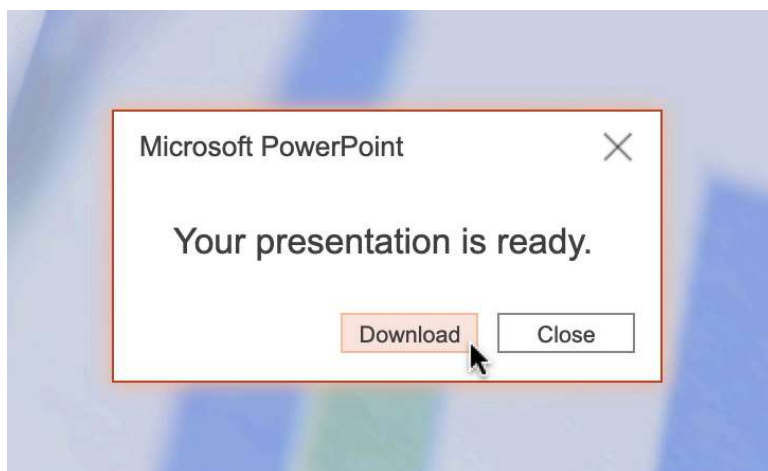 Microsoft PowerPoint
Your presentation is ready.
Download
Close